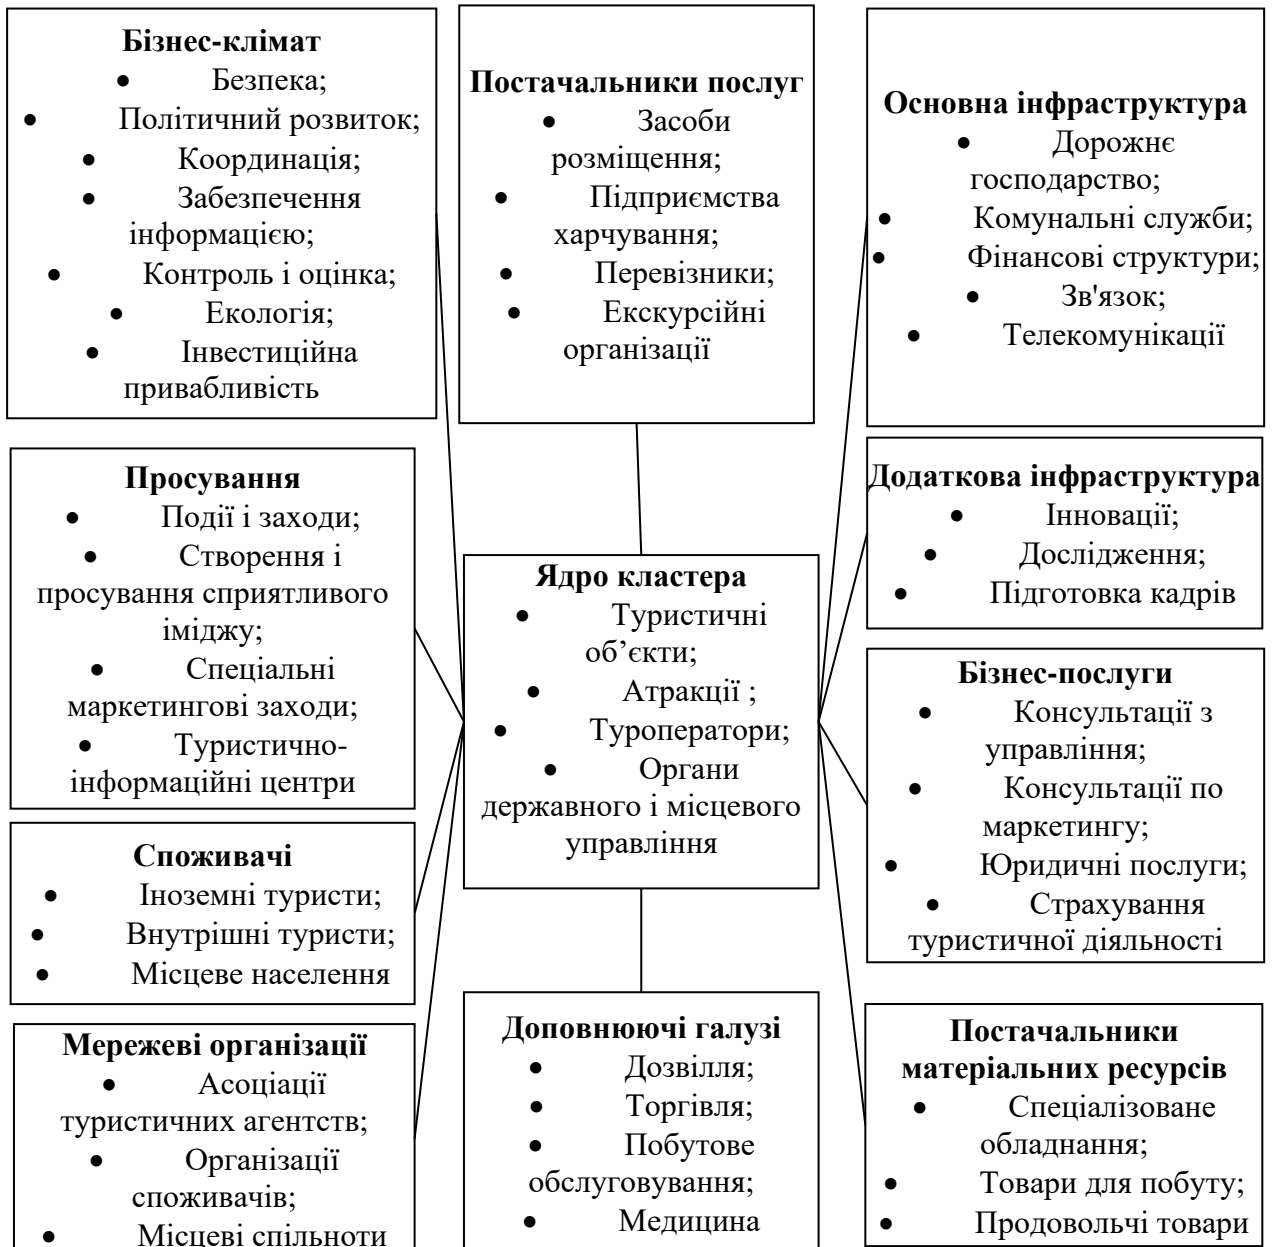 Бізнес-клімат
• Безпека;
• Політичний розвиток;
• Координація;
• Забезпечення
інформацією;
• Контроль і оцінка;
• Екологія;
• Інвестиційна
привабливість
Постачальники послуг
• Засоби
розміщення;
• Підприємства
харчування;
• Перевізники;
• Екскурсійні
організації
Основна інфраструктура
• Дорожнє
господарство;
• Комунальні служби;
• Фінансові структури;
• Зв'язок;
• Телекомунікації
Просування
• Події і заходи;
• Створення і
просування сприятливого
іміджу;
• Спеціальні
маркетингові заходи;
• Туристично-
інформаційні центри
Ядро кластера
• Туристичні
об’єкти;
• Атракції ;
• Туроператори;
• Органи
державного і місцевого
управління
Додаткова інфраструктура
• Інновації;
• Дослідження;
• Підготовка кадрів
Бізнес-послуги
• Консультації з
управління;
• Консультації по
маркетингу;
• Юридичні послуги;
• Страхування
туристичної діяльності
Споживачі
• Іноземні туристи;
• Внутрішні туристи;
• Місцеве населення
Мережеві організації
• Асоціації
туристичних агентств;
• Організації
споживачів;
• Місцеві спільноти
Доповнюючі галузі
• Дозвілля;
• Торгівля;
• Побутове
обслуговування;
• Медицина
Постачальники
матеріальних ресурсів
• Спеціалізоване
обладнання;
• Товари для побуту;
• Продовольчі товари